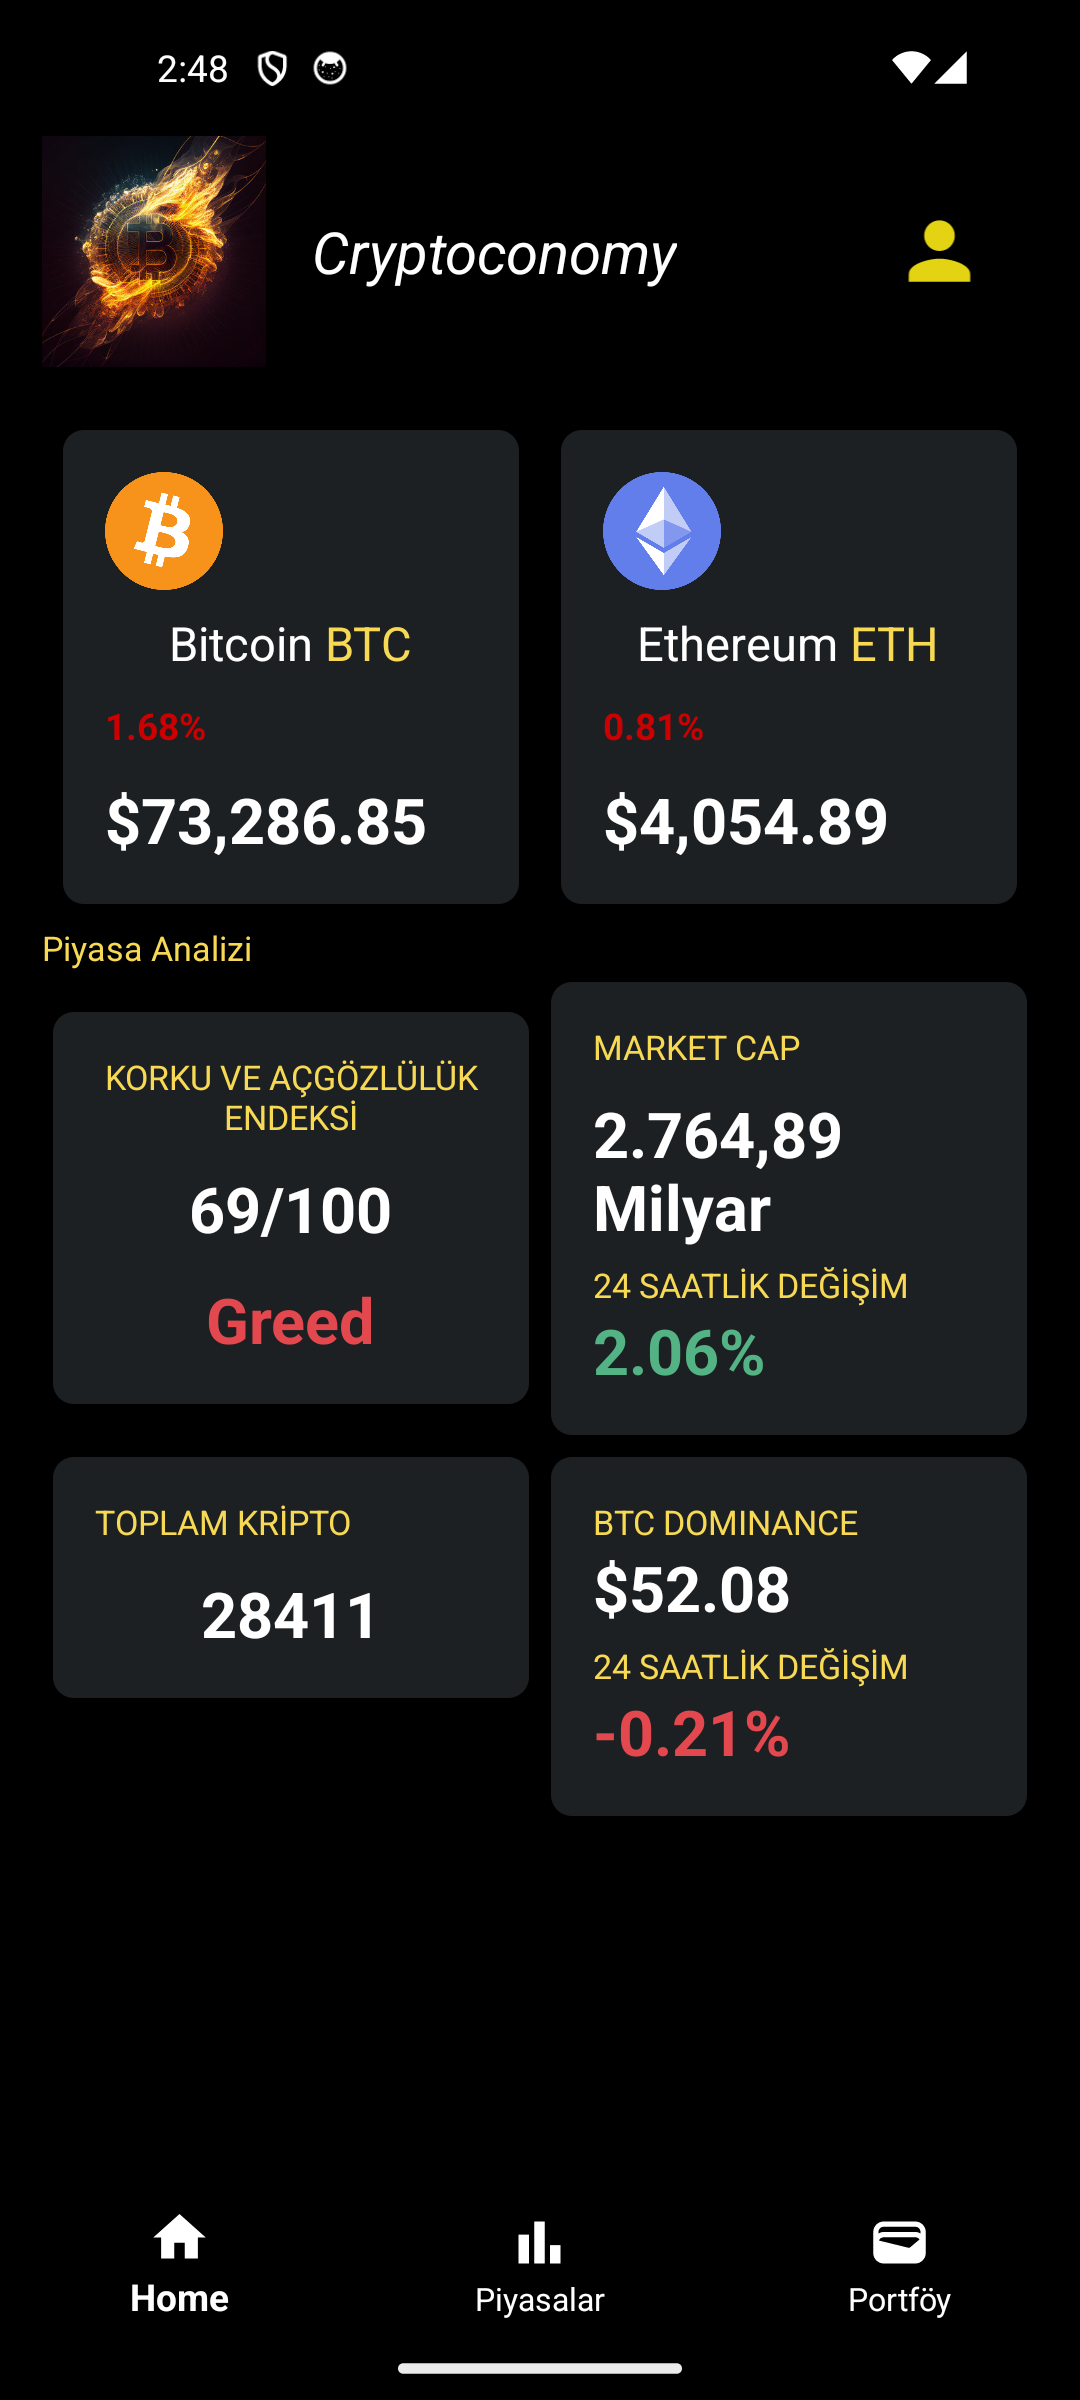 2:48
Cryptoconomy
Bitcoin BTC
1.68%
$73,286.85
Ethereum ETH
0.81%
$4,054.89
Piyasa Analizi
KORKU VE AÇGÖZLÜLÜK
ENDEKSİ
69/100
Greed
MARKET CAP
2.764,89
Milyar
24 SAATLİK DEĞİŞİM
2.06%
TOPLAM KRİPTO
28411
BTC DOMINANCE
$52.08
24 SAATLİK DEĞİŞİM
-0.21%
Home
Piyasalar
Portföy